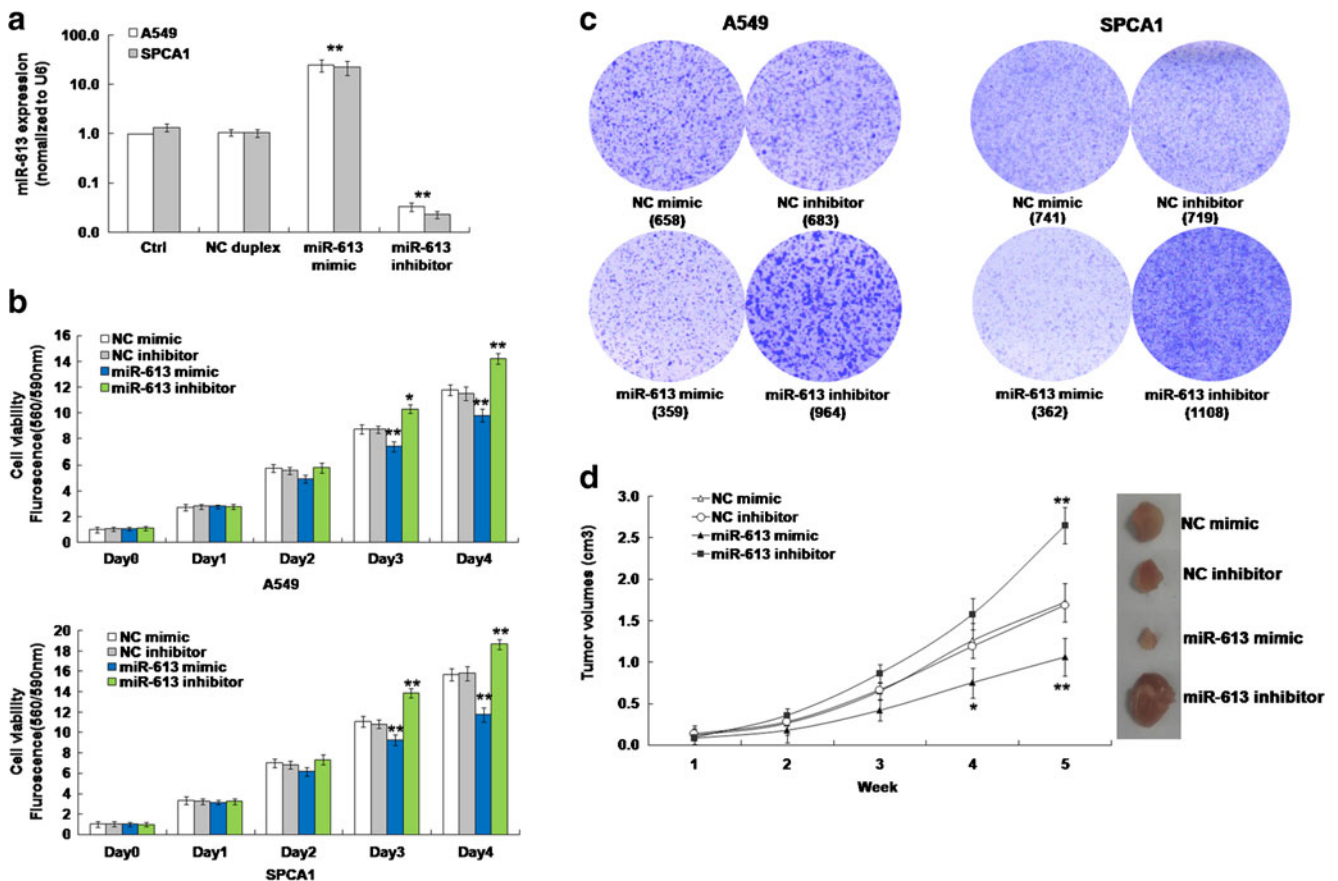 a
A549
SPCA1
miR-613 expression
(nomalized to U6)
100.0
10.0
1.0
0.1
0.0
**
**
Ctrl
NC duplex
miR-613
mimic
miR-613
inhibitor
b
NC mimic
NC inhibitor
miR-613 mimic
miR-613 inhibitor
Cell viability
Fluroscence(560/590nm)
16
14
12
10
8
6
4
2
0
*
**
**
**
Day0
Day1
Day2
Day3
Day4
A549
NC mimic
NC inhibitor
miR-613 mimic
miR-613 inhibitor
Cell viability
Fluroscence(560/590nm)
20
18
16
14
12
10
8
6
4
2
0
**
**
**
**
Day0
Day1
Day2
Day3
Day4
SPCA1
c
A549
SPCA1
NC mimic
(658)
NC inhibitor
(683)
NC mimic
(741)
NC inhibitor
(719)
miR-613 mimic
(359)
miR-613 inhibitor
(964)
miR-613 mimic
(362)
miR-613 inhibitor
(1108)
d
NC mimic
NC inhibitor
miR-613 mimic
miR-613 inhibitor
Tumor volumes (cm3)
3.0
2.5
2.0
1.5
1.0
0.5
0.0
**
*
**
1
2
3
4
5
Week
NC mimic
NC inhibitor
miR-613 mimic
miR-613 inhibitor